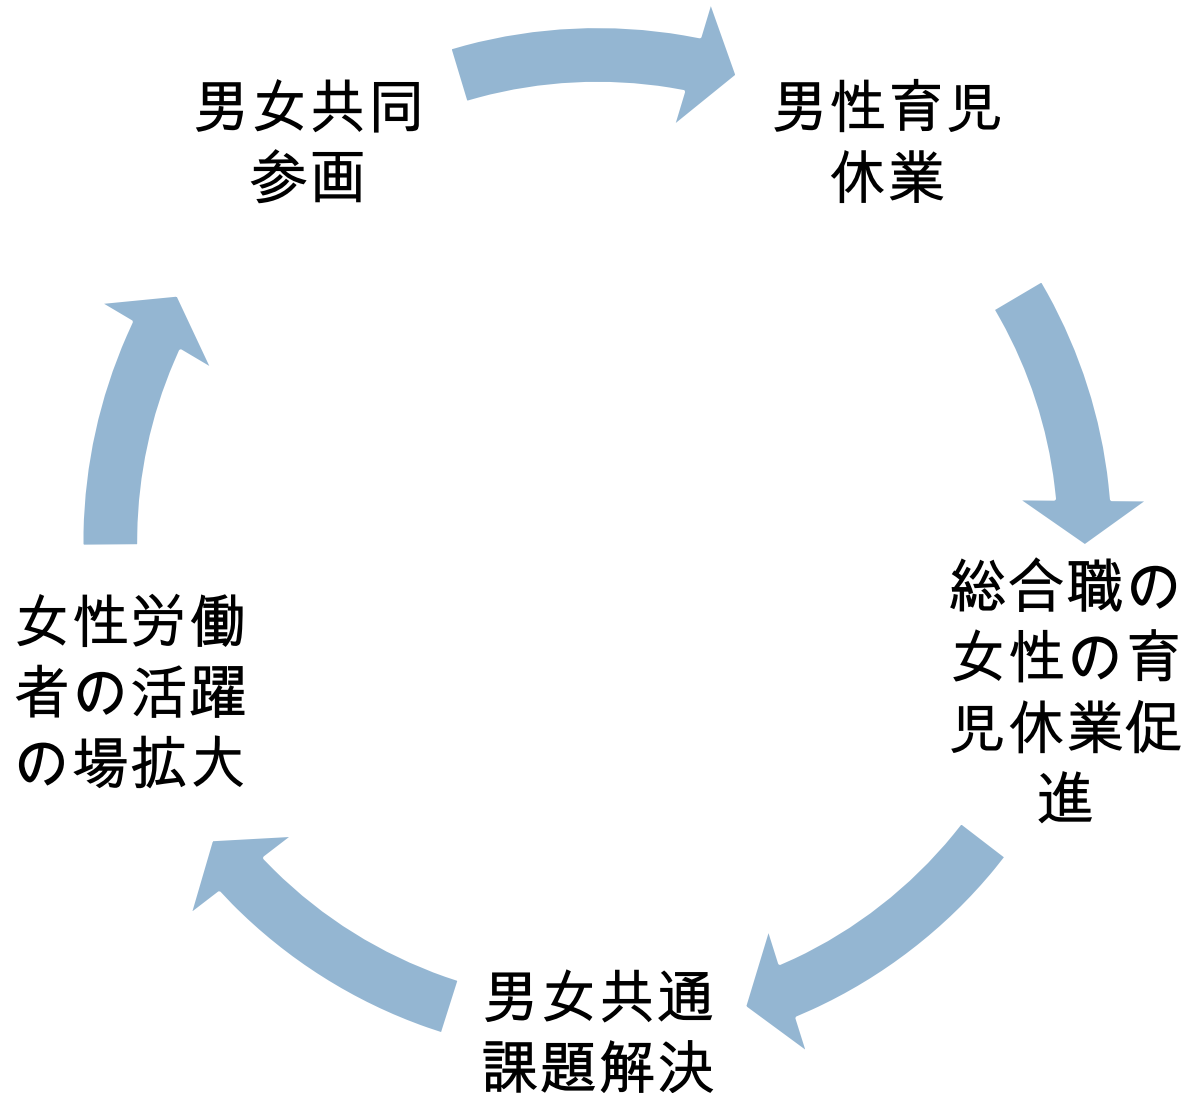 男女共同
参画
男性育児
休業
総合職の
女性の育
児休業促
進
男女共通
課題解決
女性労働
者の活躍
の場拡大